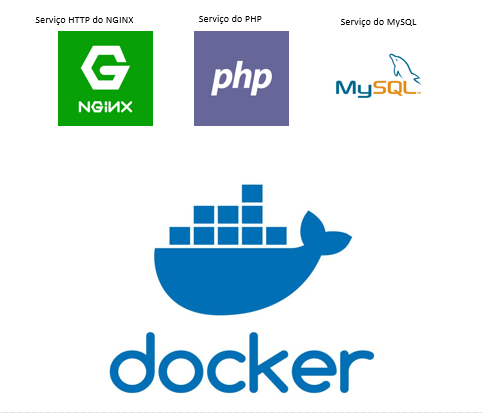 Serviço HTTP do NGINX
Serviço do PHP
Serviço do MySQL
NGINX
php
MySQL
docker